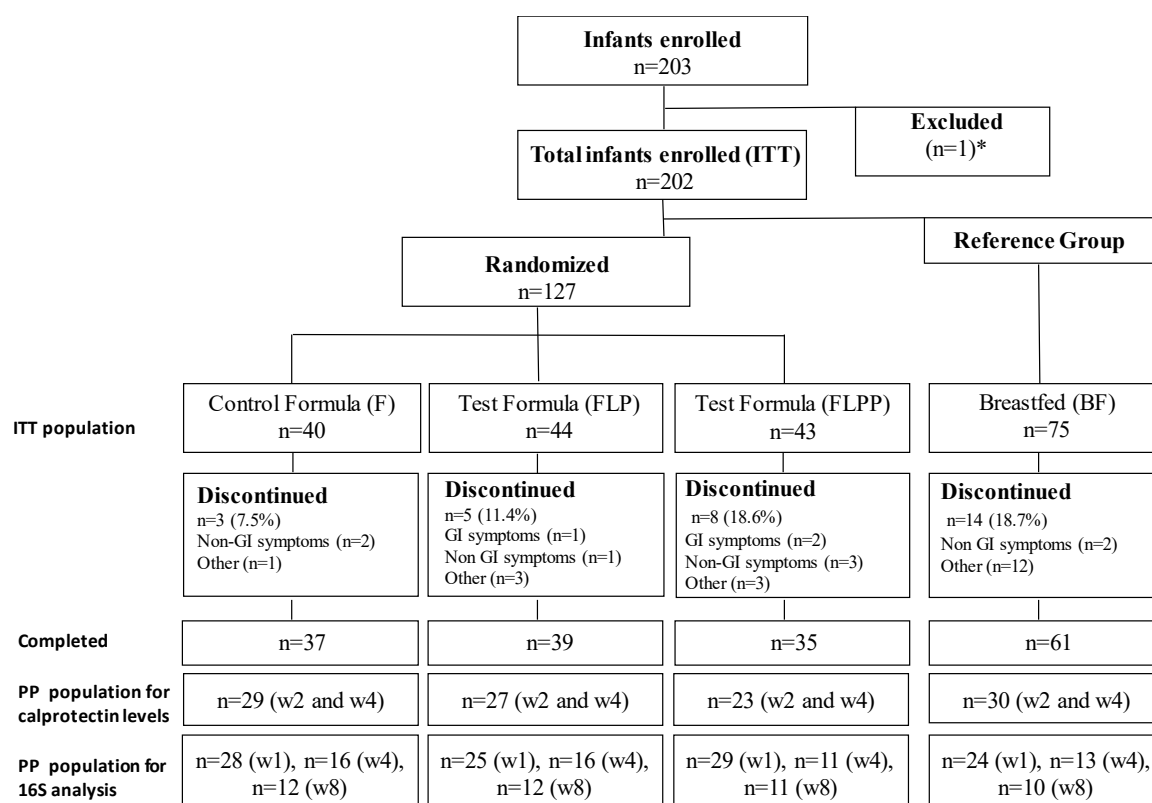 Infants enrolled
n=203
Excluded
(n=1)*
Total infants enrolled (ITT)
n=202
Reference Group
Randomized
n=127
ITT population
Control Formula (F)
n=40
Test Formula (FLP)
n=44
Test Formula (FLPP)
n=43
Breastfed (BF)
n=75
Discontinued
n=3 (7.5%)
Non-GI symptoms (n=2)
Other (n=1)
Discontinued
n=5 (11.4%)
GI symptoms (n=1)
Non GI symptoms (n=1)
Other (n=3)
Discontinued
n=8 (18.6%)
GI symptoms (n=2)
Non-GI symptoms (n=3)
Other (n=3)
Discontinued
n=14 (18.7%)
Non GI symptoms (n=2)
Other (n=12)
Completed
n=37
n=39
n=35
n=61
PP population for
calprotectin levels
n=29 (w2 and w4)
n=27 (w2 and w4)
n=23 (w2 and w4)
n=30 (w2 and w4)
PP population for
16S analysis
n=28 (w1), n=16 (w4),
n=12 (w8)
n=25 (w1), n=16 (w4),
n=12 (w8)
n=29 (w1), n=11 (w4),
n=11 (w8)
n=24 (w1), n=13 (w4),
n=10 (w8)